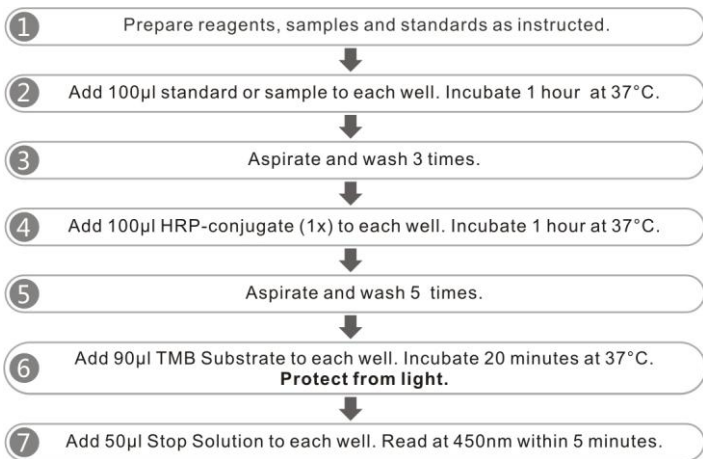 1 Prepare reagents, samples and standards as instructed.
2 Add 100μl standard or sample to each well. Incubate 1 hour at 37°C.
3 Aspirate and wash 3 times.
4 Add 100μl HRP-conjugate (1x) to each well. Incubate 1 hour at 37°C.
5 Aspirate and wash 5 times.
6 Add 90μl TMB Substrate to each well. Incubate 20 minutes at 37°C.
Protect from light.
7 Add 50μl Stop Solution to each well. Read at 450nm within 5 minutes.